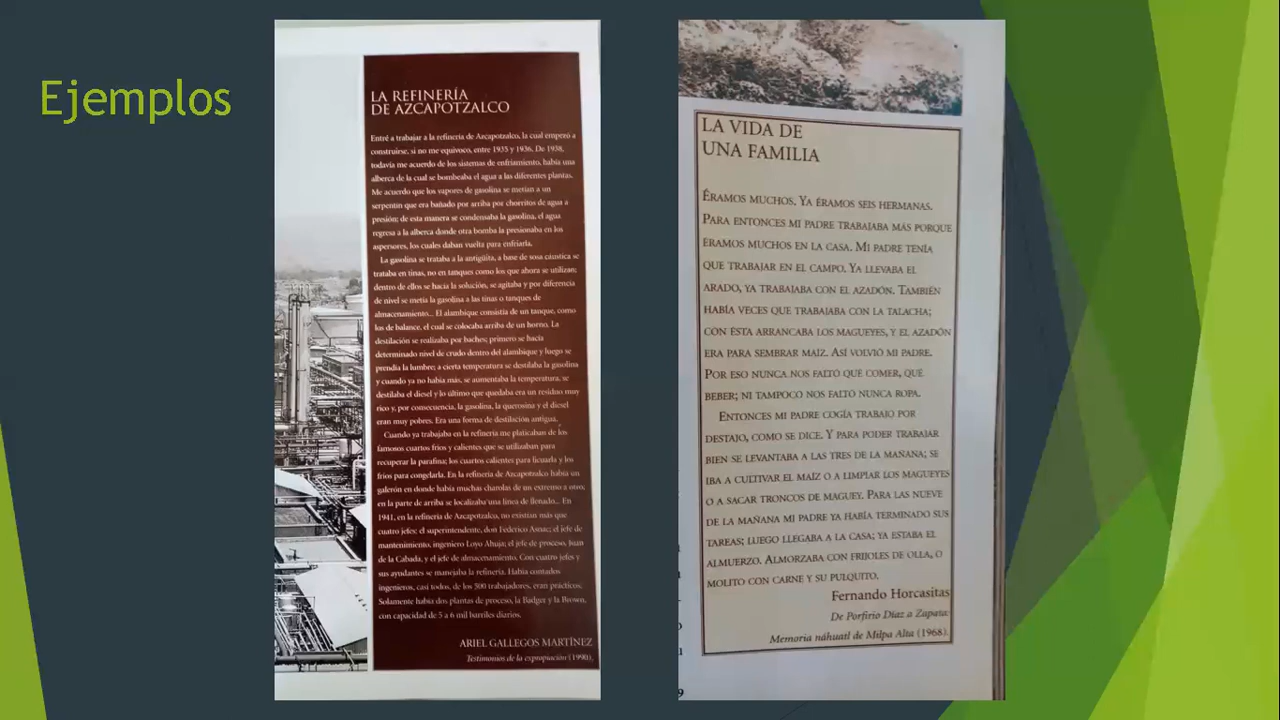 Ejemplos
LA REFINERÍA
DE AZCAPOTZALCO
Entré a trabajar a la refinería de Azcapotzalco, la cual empezó a
construirse, si no me equivoco, entre 1935 y 1936. De 1938,
todavía me acuerdo de los sistemas de enfriamiento, había una
alberca de la cual se bombeaba el agua a las diferentes plantas.
Me acuerdo que los vapores de gasolina se metían a un
serpentín que era bañado por arriba por chorritos de agua a
presión; de esta manera se condensaba la gasolina, el agua
regresa a la alberca donde otra bomba la presionaba en los
aspersores, los cuales daban vuelta para enfriarla.
La gasolina se trataba a la antigüita, a base de sosa cáustica se
trataba en tinas, no en tanques como los que ahora se utilizan;
dentro de ellos se hacía la solución, se agitaba y por diferencia
de nivel se metía la gasolina a las tinas o tanques de
almacenamiento... El alambique consistía de un tanque, como
los de balance, el cual se colocaba arriba de un horno. La
destilación se realizaba por baches; primero se hacía
determinado nivel de crudo dentro del alambique y luego se
prendía la lumbre; a cierta temperatura se destilaba la gasolina
y cuando ya no había más, se aumentaba la temperatura, se
destilaba el diesel y lo último que quedaba era un residuo muy
rico y, por consecuencia, la gasolina, la querosina y el diesel
eran muy pobres. Era una forma de destilación antigua.
Cuando ya trabajaba en la refinería me platicaban de los
famosos cuartos fríos y calientes que se utilizaban para
recuperar la parafina; los cuartos calientes para licuarla y los
fríos para congelarla. En la refinería de Azcapotzalco había un
galerón en donde había muchas charolas de un extremo a otro;
en la parte de arriba se localizaba una línea de llenado... En
1941, en la refinería de Azcapotzalco, no existían más que
cuatro jefes: el superintendente, don Federico el jefe de
mantenimiento, ingeniero Loyo Ahuja; el jefe de proceso, Juan
de la Cabada, y el jefe de almacenamiento. Con cuatro jefes y
sus ayudantes se manejaba la refinería. Había contados
ingenieros, casi todos, de los 500 trabajadores, eran prácticos.
Solamente había dos plantas de proceso, la Badger y la Brown,
con capacidad de 5 a 6 mil barriles diarios.
ARIEL GALLEGOS MARTÍNEZ
Testimonios de la expropiación (1990).
LA VIDA DE
UNA FAMILIA
ÉRAMOS MUCHOS. YA ÉRAMOS SEIS HERMANAS.
PARA ENTONCES MI PADRE TRABAJABA MÁS PORQUE
ÉRAMOS MUCHOS EN LA CASA. MI PADRE TENÍA
QUE TRABAJAR EN EL CAMPO. YA LLEVABA EL
ARADO, YA TRABAJABA CON EL AZADÓN. TAMBIÉN
HABÍA VECES QUE TRABAJABA CON LA TALACHA;
CON ÉSTA ARRANCABA LOS MAGUEYES, Y EL AZADÓN
ERA PARA SEMBRAR MAÍZ. ASÍ VOLVIÓ MI PADRE.
POR ESO NUNCA NOS FALTÓ QUÉ COMER, QUÉ
BEBER; NI TAMPOCO NOS FALTÓ NUNCA ROPA.
ENTONCES MI PADRE COGÍA TRABAJO POR
DESTAJO, COMO SE DICE. Y PARA PODER TRABAJAR
BIEN SE LEVANTABA A LAS TRES DE LA MAÑANA; SE
IBA A CULTIVAR EL MAÍZ O A LIMPIAR LOS MAGUEYES
O A SACAR TRONCOS DE MAGUEY. PARA LAS NUEVE
DE LA MAÑANA MI PADRE YA HABÍA TERMINADO SUS
TAREAS; LUEGO LLEGABA A LA CASA; YA ESTABA EL
ALMUERZO. ALMORZABA CON FRIJOLES DE OLLA, O
MOLITO CON CARNE Y SU PULQUITO.
Fernando Horcasitas
De Porfirio Díaz a Zapata:
Memoria náhuatl de Milpa Alta (1968).